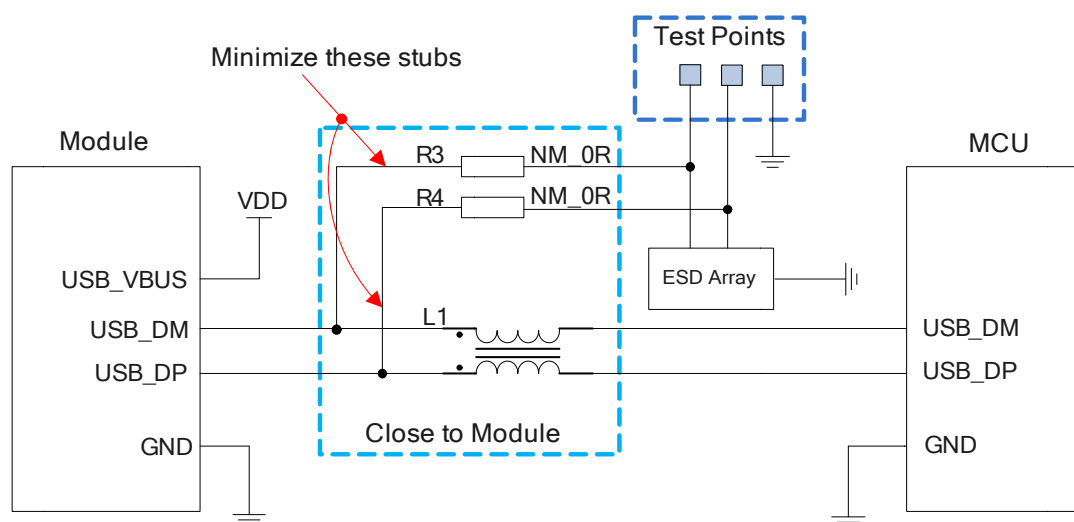 Test Points
Minimize these stubs
Module
MCU
R3
NM_0R
VDD
R4
NM_0R
USB_VBUS
ESD Array
L1
USB_DM
USB_DM
USB_DP
USB_DP
Close to Module
GND
GND